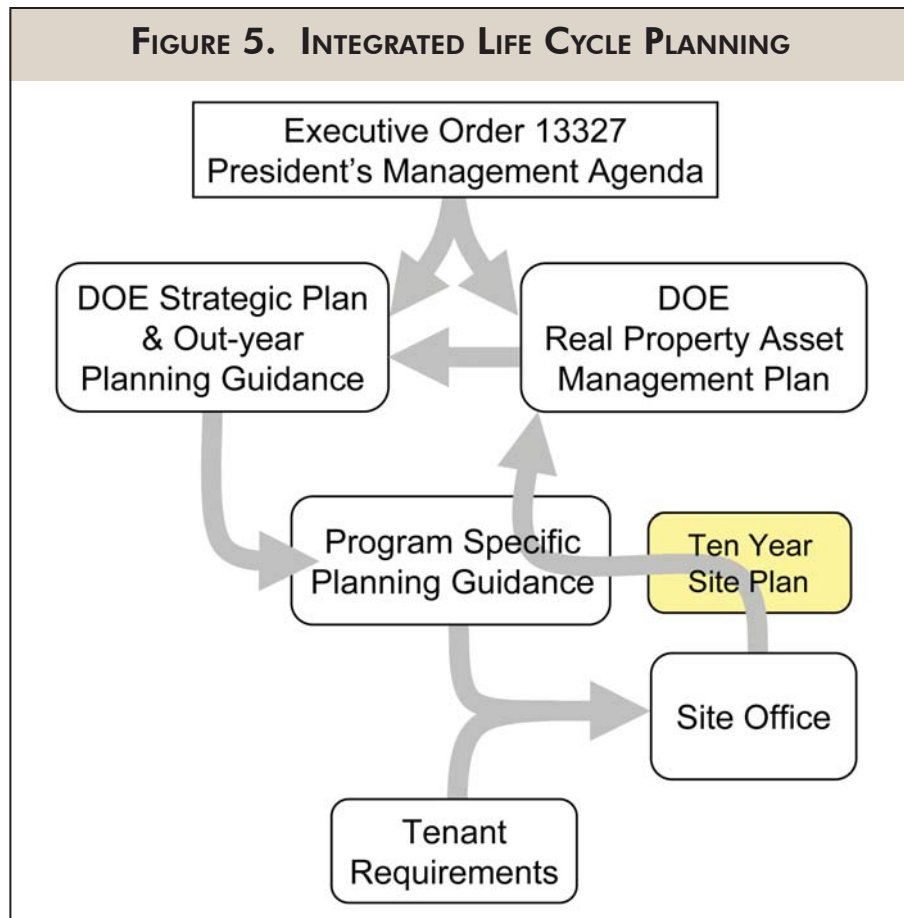 FIGURE 5. INTEGRATED LIFE CYCLE PLANNING
Executive Order 13327
President's Management Agenda
DOE Strategic Plan
& Out-year
Planning Guidance
DOE
Real Property Asset
Management Plan
Program Specific
Planning Guidance
Ten Year
Site Plan
Site Office
Tenant
Requirements